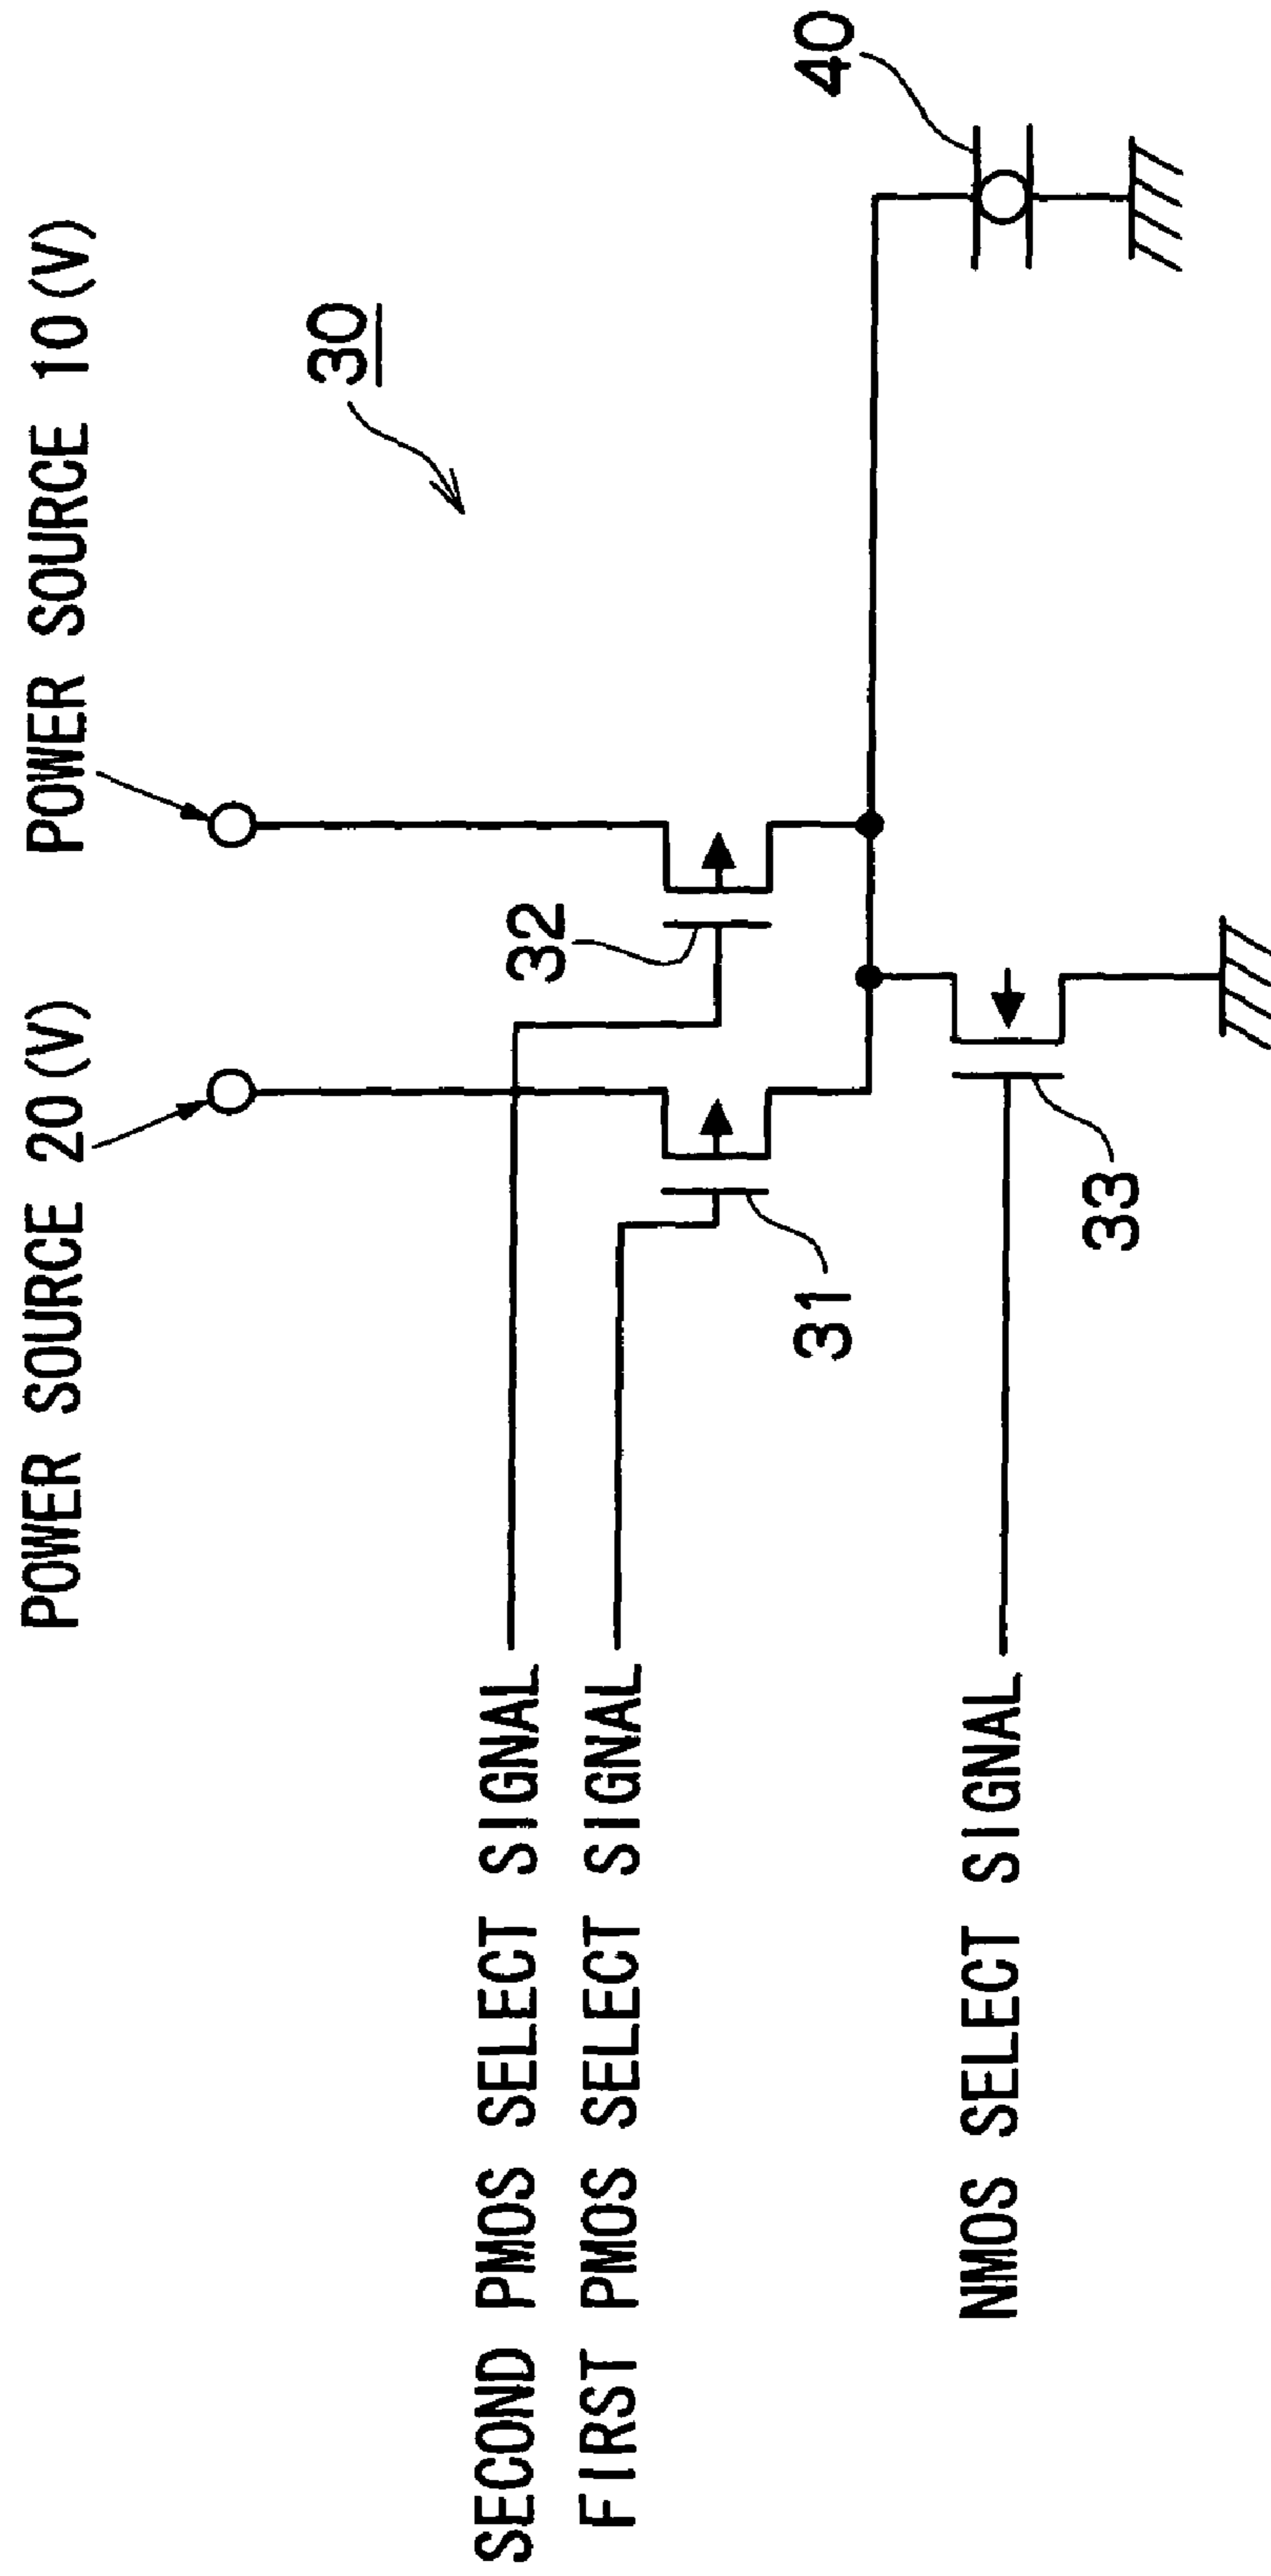 POWER SOURCE 20(V)
POWER SOURCE 10(V)
30
SECOND PMOS SELECT SIGNAL
32
FIRST PMOS SELECT SIGNAL
31
40
NMOS SELECT SIGNAL
33